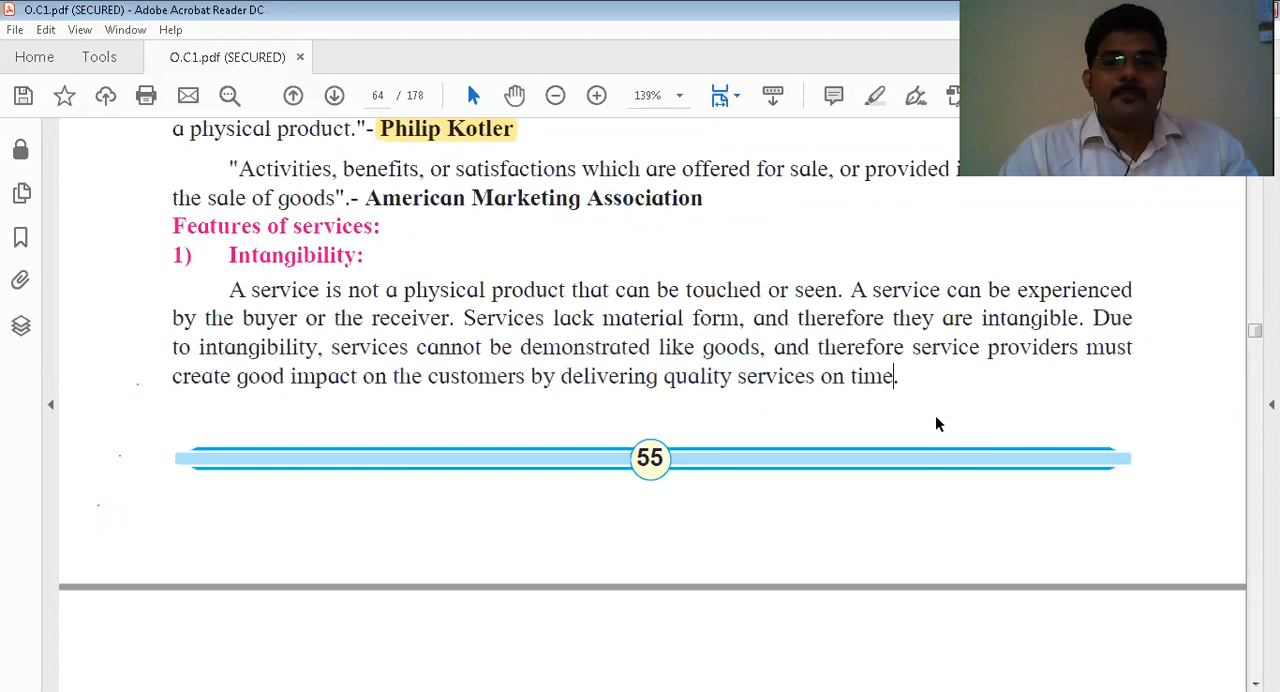 O.C1.pdf (SECURED) - Adobe Acrobat Reader DC
File Edit View Window Help
Home Tools O.C1.pdf (SECURED) ×
64 / 178 139%
a physical product."- Philip Kotler
"Activities, benefits, or satisfactions which are offered for sale, or provided
the sale of goods".- American Marketing Association
Features of services:
1) Intangibility:
A service is not a physical product that can be touched or seen. A service can be experienced
by the buyer or the receiver. Services lack material form, and therefore they are intangible. Due
to intangibility, services cannot be demonstrated like goods, and therefore service providers must
create good impact on the customers by delivering quality services on time.
55